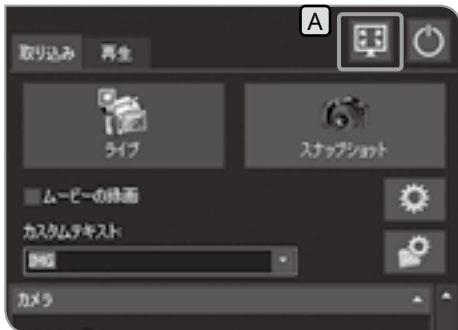 A
取り込み 再生
ライブ スナップショット
ムービーの録画
カスタムテキスト:
IMG
カメラ